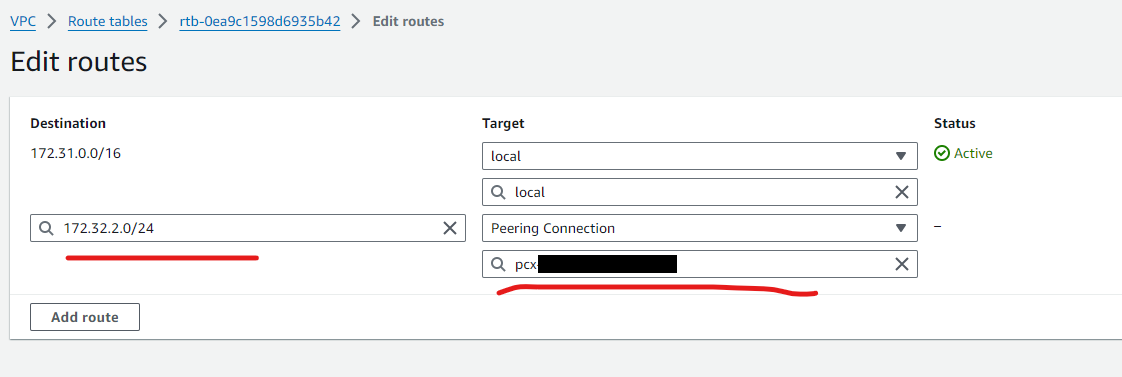 VPC > Route tables > rtb-0ea9c1598d6935b42 > Edit routes
Edit routes
Destination Target Status
172.31.0.0/16 local Active
local
172.32.2.0/24 Peering Connection –
pcx
Add route